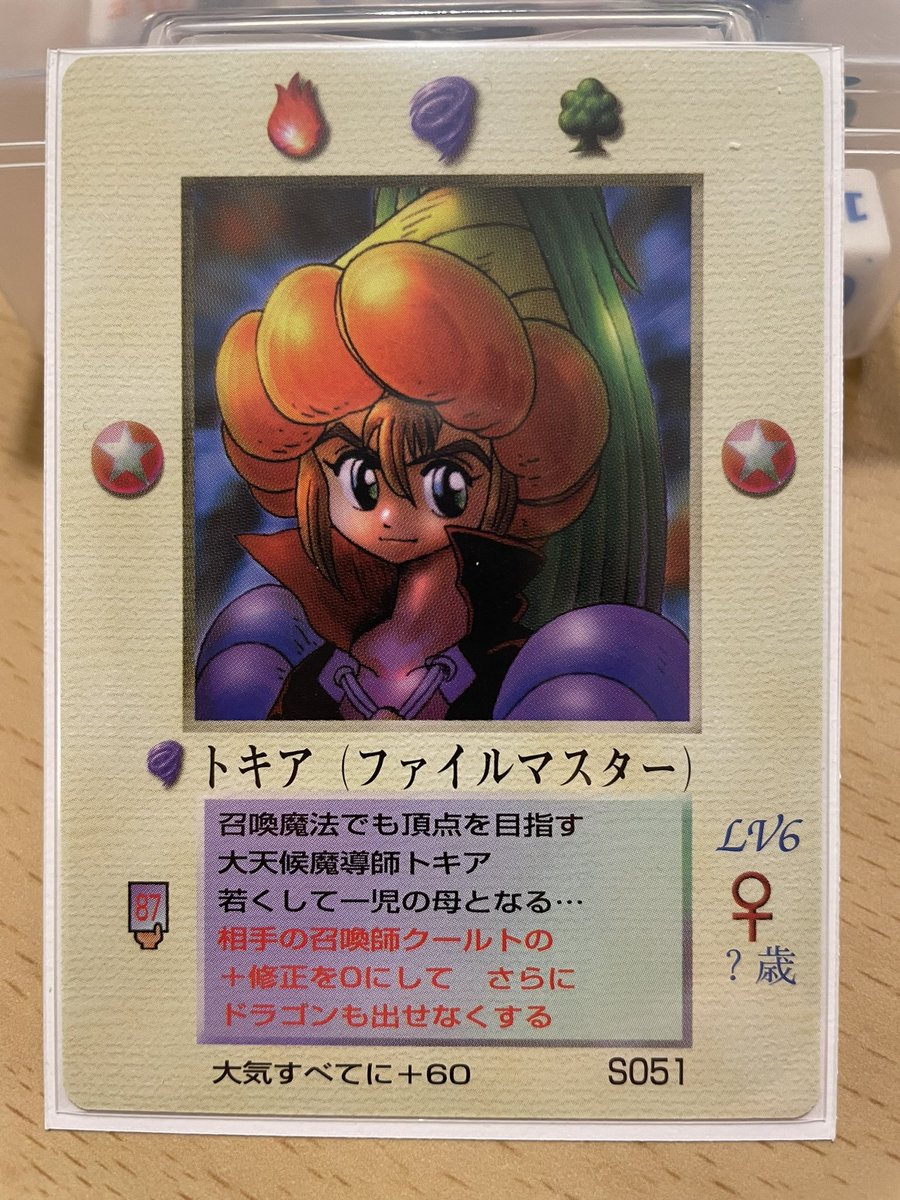 トキア（ファイルマスター）
召喚魔法でも頂点を目指す
大天候魔導師トキア
若くして一児の母となる…
相手の召喚師クールトの
＋修正を0にして　さらに
ドラゴンも出せなくする
LV6
？歳
87
大気すべてに＋60
S051
1